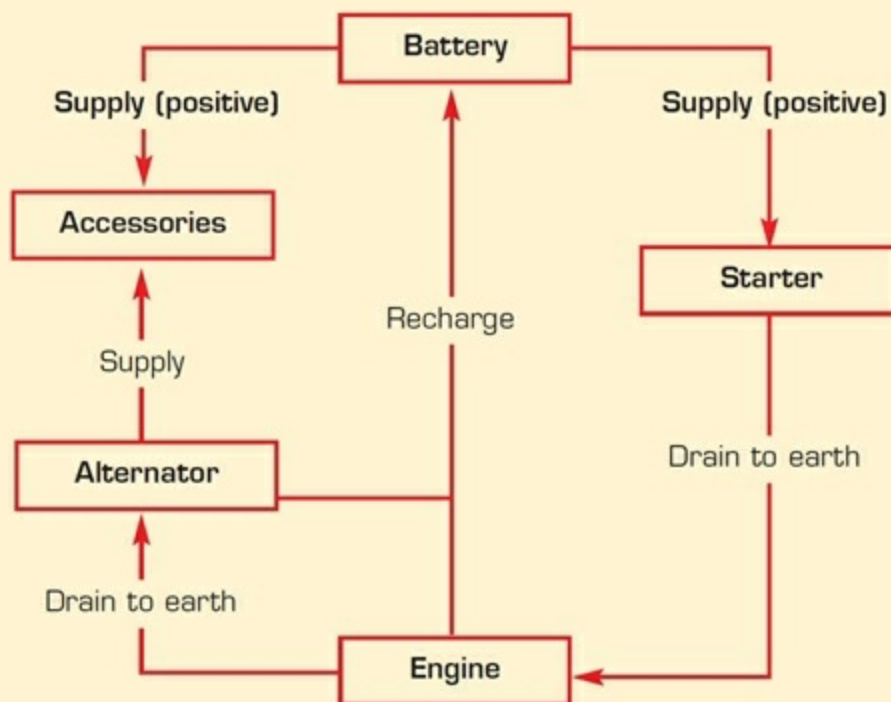 Battery
Supply (positive)
Supply (positive)
Accessories
Starter
Recharge
Supply
Drain to earth
Alternator
Drain to earth
Engine